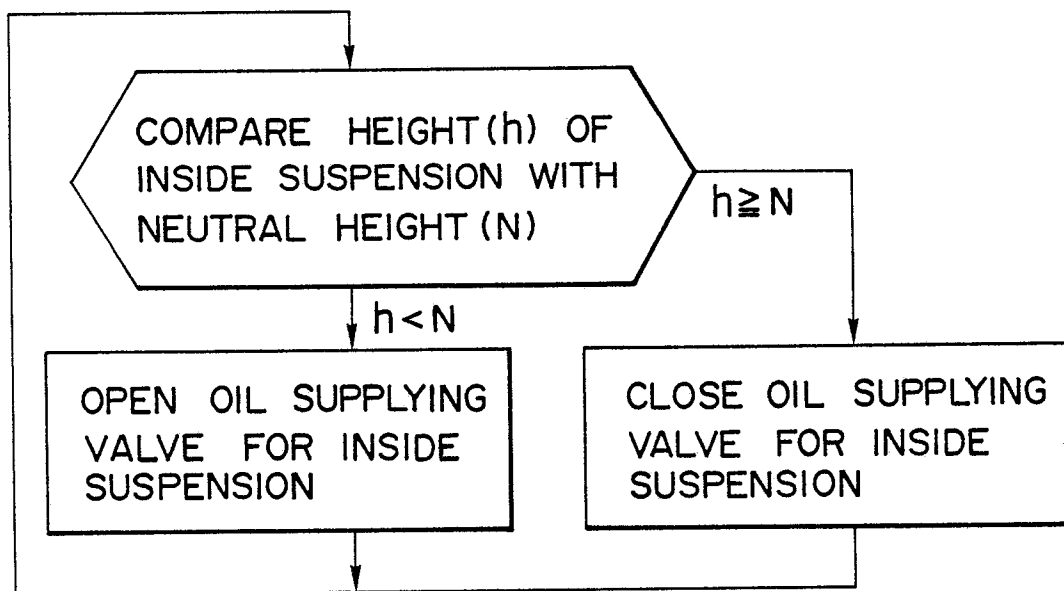 COMPARE HEIGHT(h) OF
INSIDE SUSPENSION WITH
NEUTRAL HEIGHT(N)
h≧N
h<N
OPEN OIL SUPPLYING
VALVE FOR INSIDE
SUSPENSION
CLOSE OIL SUPPLYING
VALVE FOR INSIDE
SUSPENSION